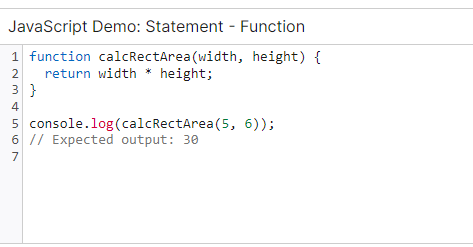 JavaScript Demo: Statement - Function
1 function calcRectArea(width, height) {
2   return width * height;
3 }
4
5 console.log(calcRectArea(5, 6));
6 // Expected output: 30
7